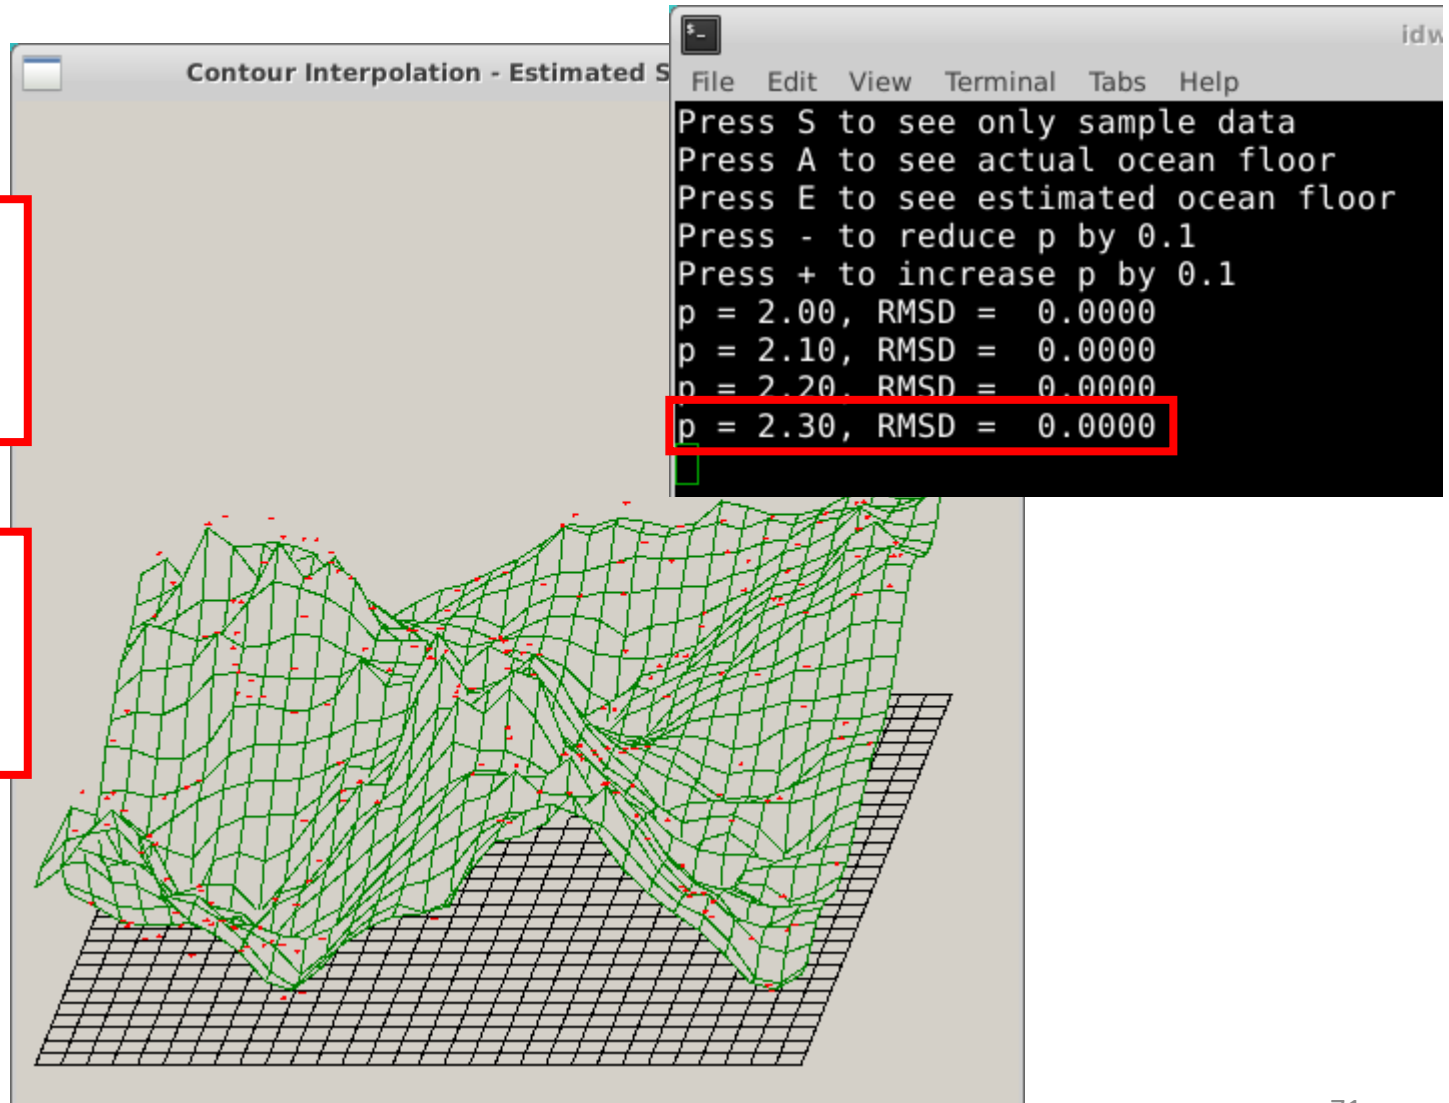 Contour Interpolation - Estimated S
idw
File Edit View Terminal Tabs Help
Press S to see only sample data
Press A to see actual ocean floor
Press E to see estimated ocean floor
Press - to reduce p by 0.1
Press + to increase p by 0.1
p = 2.00, RMSD =  0.0000
p = 2.10, RMSD =  0.0000
p = 2.20, RMSD =  0.0000
p = 2.30, RMSD =  0.0000